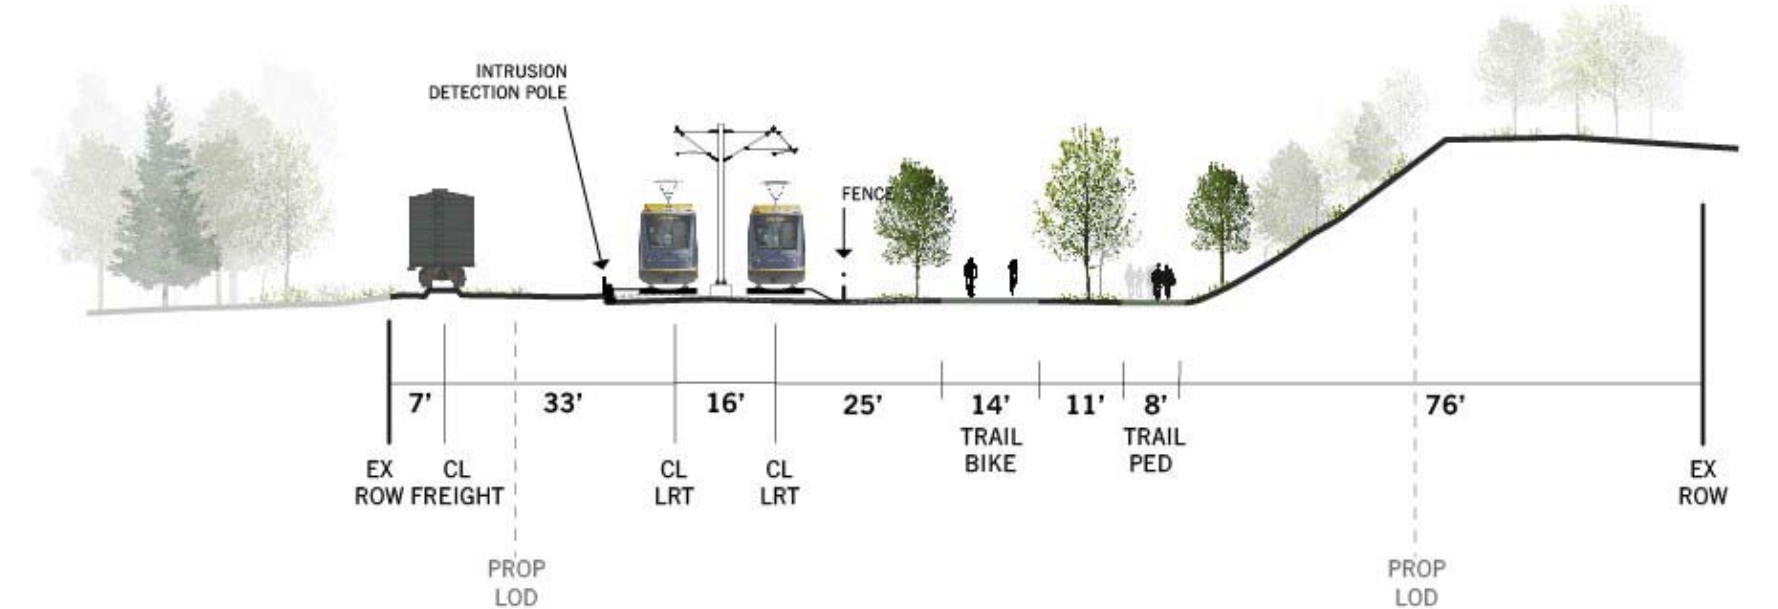 INTRUSION
DETECTION POLE
FENCE
7’
33’
16’
25’
14’
11’
8’
76’
TRAIL
BIKE
TRAIL
PED
EX
ROW
CL
FREIGHT
CL
LRT
CL
LRT
EX
ROW
PROP
LOD
PROP
LOD